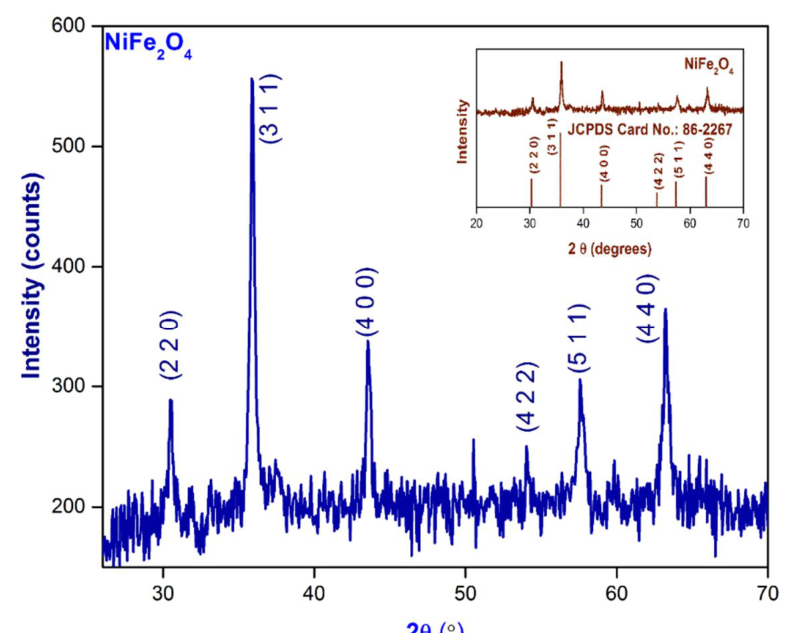 NiFe2O4
Intensity (counts)
600
500
400
300
200
30
40
50
60
70
2θ (°)
(2 2 0)
(3 1 1)
(4 0 0)
(4 2 2)
(5 1 1)
(4 4 0)
NiFe2O4
Intensity
JCPDS Card No.: 86-2267
(2 2 0)
(3 1 1)
(4 0 0)
(4 2 2)
(5 1 1)
(4 4 0)
20
30
40
50
60
70
2 θ (degrees)